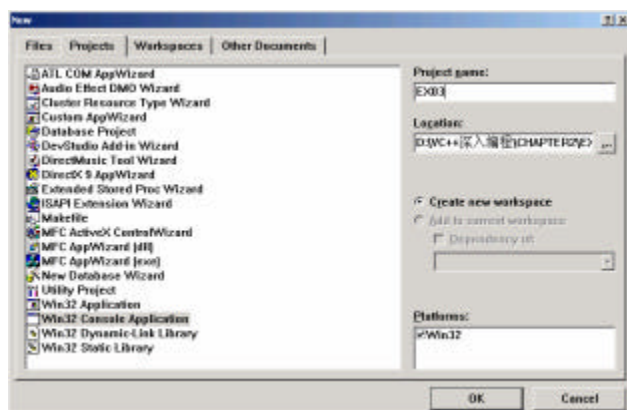 New
Files
Projects
Workspaces
Other Documents
ATL COM AppWizard
Audio Effect DMO Wizard
Cluster Resource Type Wizard
Custom AppWizard
Database Project
DevStudio Add-in Wizard
DirectMusic Tool Wizard
DirectX 9 AppWizard
Extended Stored Proc Wizard
ISAPI Extension Wizard
Makefile
MFC ActiveX ControlWizard
MFC AppWizard (dll)
MFC AppWizard (exe)
New Database Wizard
Utility Project
Win32 Application
Win32 Console Application
Win32 Dynamic-Link Library
Win32 Static Library
Project name:
EX03
Location:
D:\VC++深入编程\CHAPTER2\EX
...
Create new workspace
Add to current workspace
Dependency of:
Platforms:
Win32
OK
Cancel